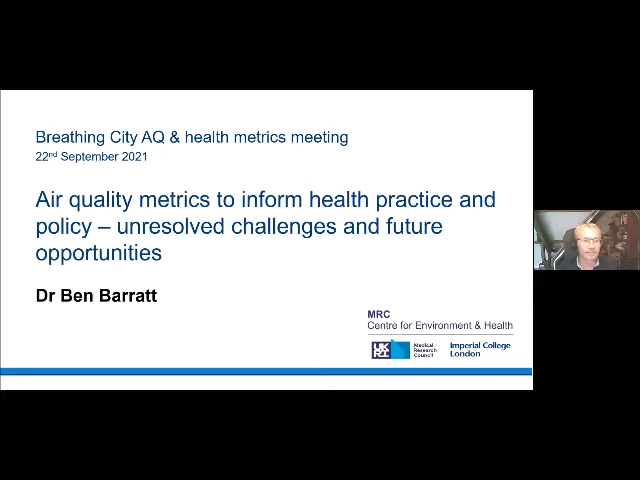 Breathing City AQ & health metrics meeting
22nd September 2021
Air quality metrics to inform health practice and
policy – unresolved challenges and future
opportunities
Dr Ben Barratt
MRC
Centre for Environment & Health
UKRI
Medical
Research
Council
Imperial College
London